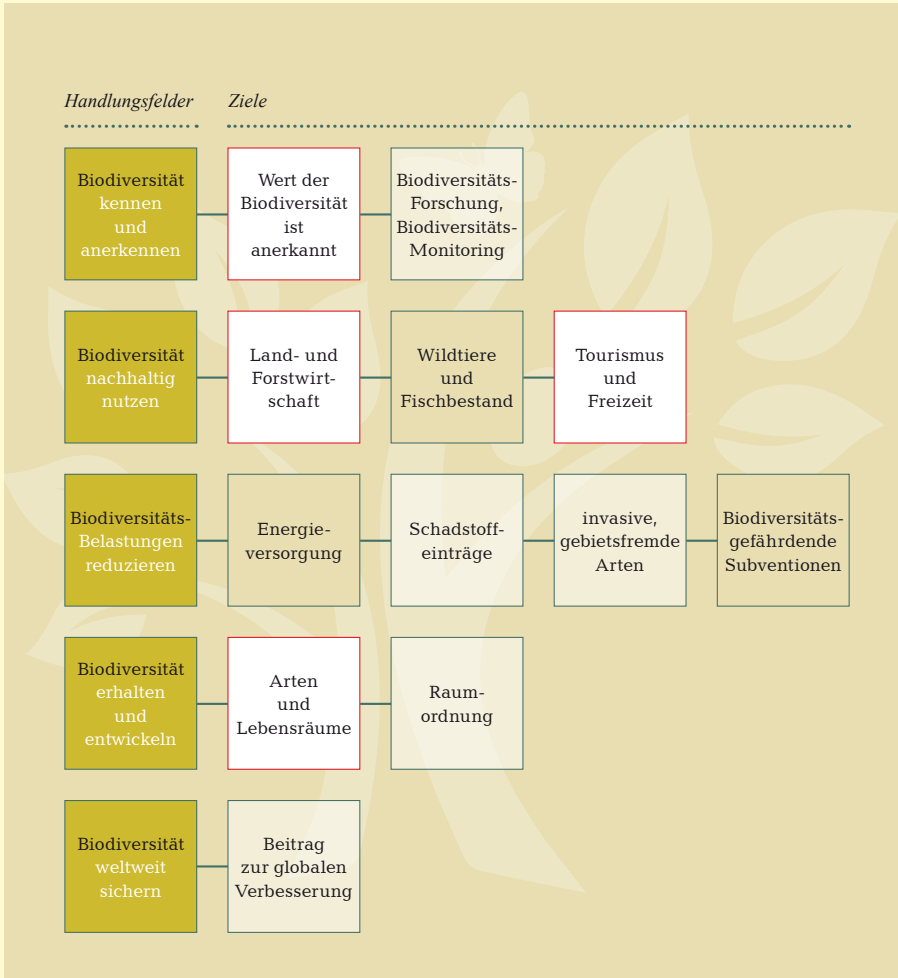 Handlungsfelder Ziele
Biodiversität
kennen
und
anerkennen
Wert der
Biodiversität
ist
anerkannt
Biodiversitäts-
Forschung,
Biodiversitäts-
Monitoring
Biodiversität
nachhaltig
nutzen
Land- und
Forstwirt-
schaft
Wildtiere
und
Fischbestand
Tourismus
und
Freizeit
Biodiversitäts-
Belastungen
reduzieren
Energie-
versorgung
Schadstoff-
einträge
invasive,
gebietsfremde
Arten
Biodiversitäts-
gefährdende
Subventionen
Biodiversität
erhalten
und
entwickeln
Arten
und
Lebensräume
Raum-
ordnung
Biodiversität
weltweit
sichern
Beitrag
zur globalen
Verbesserung